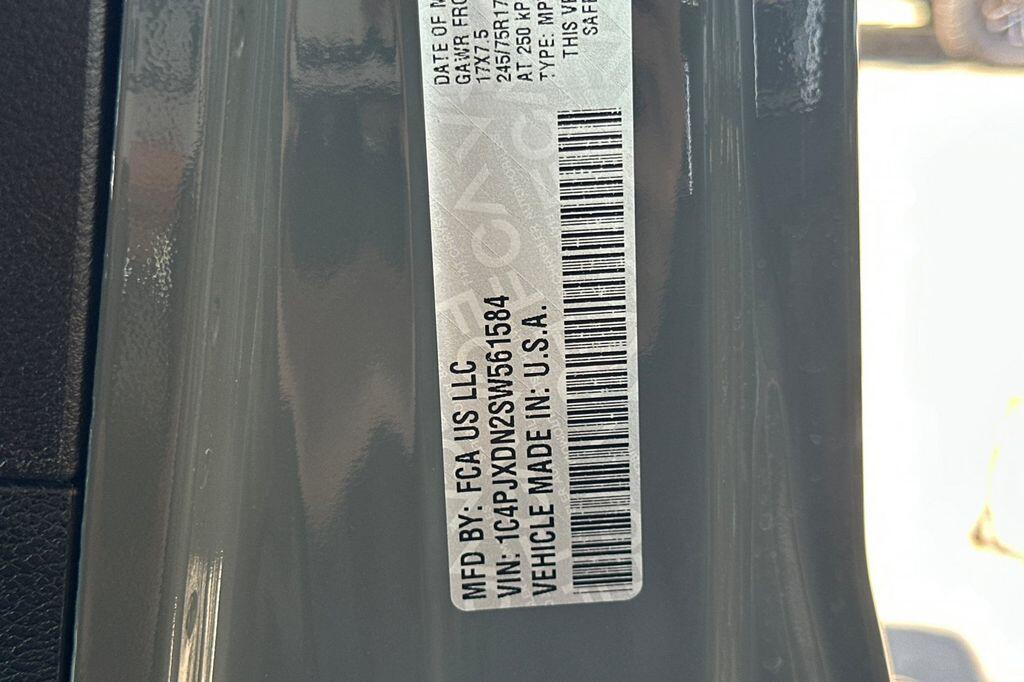 MFD BY: FCA US LLC
VIN: 1C4PJXDN2SW561584
VEHICLE MADE IN: U.S.A.
DATE OF M
GAWR FRO
17X7.5
245/75R17
AT 250 KP
TYPE: MP
THIS VE
SAFE